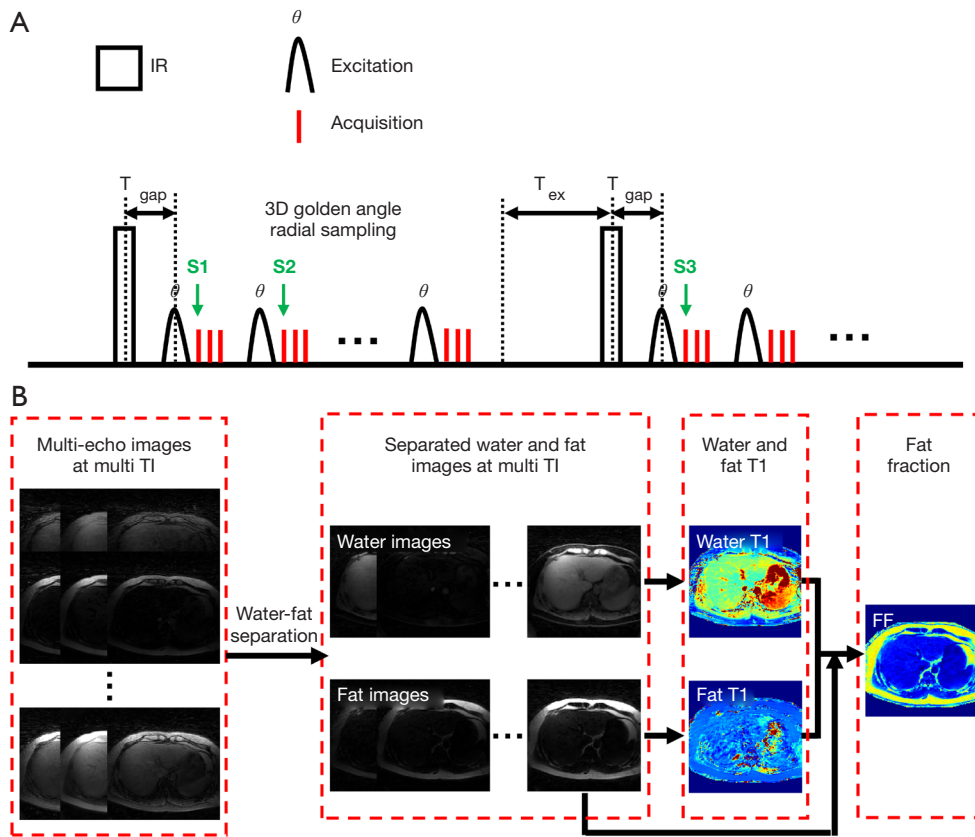 A
θ
IR
Excitation
Acquisition
T
gap
3D golden angle
radial sampling
T ex
T
gap
S1
S2
S3
θ
θ
θ
θ
θ
B
Multi-echo images
at multi TI
Separated water and fat
images at multi TI
Water and
fat T1
Fat
fraction
Water images
Water T1
Water-fat
separation
FF
Fat images
Fat T1